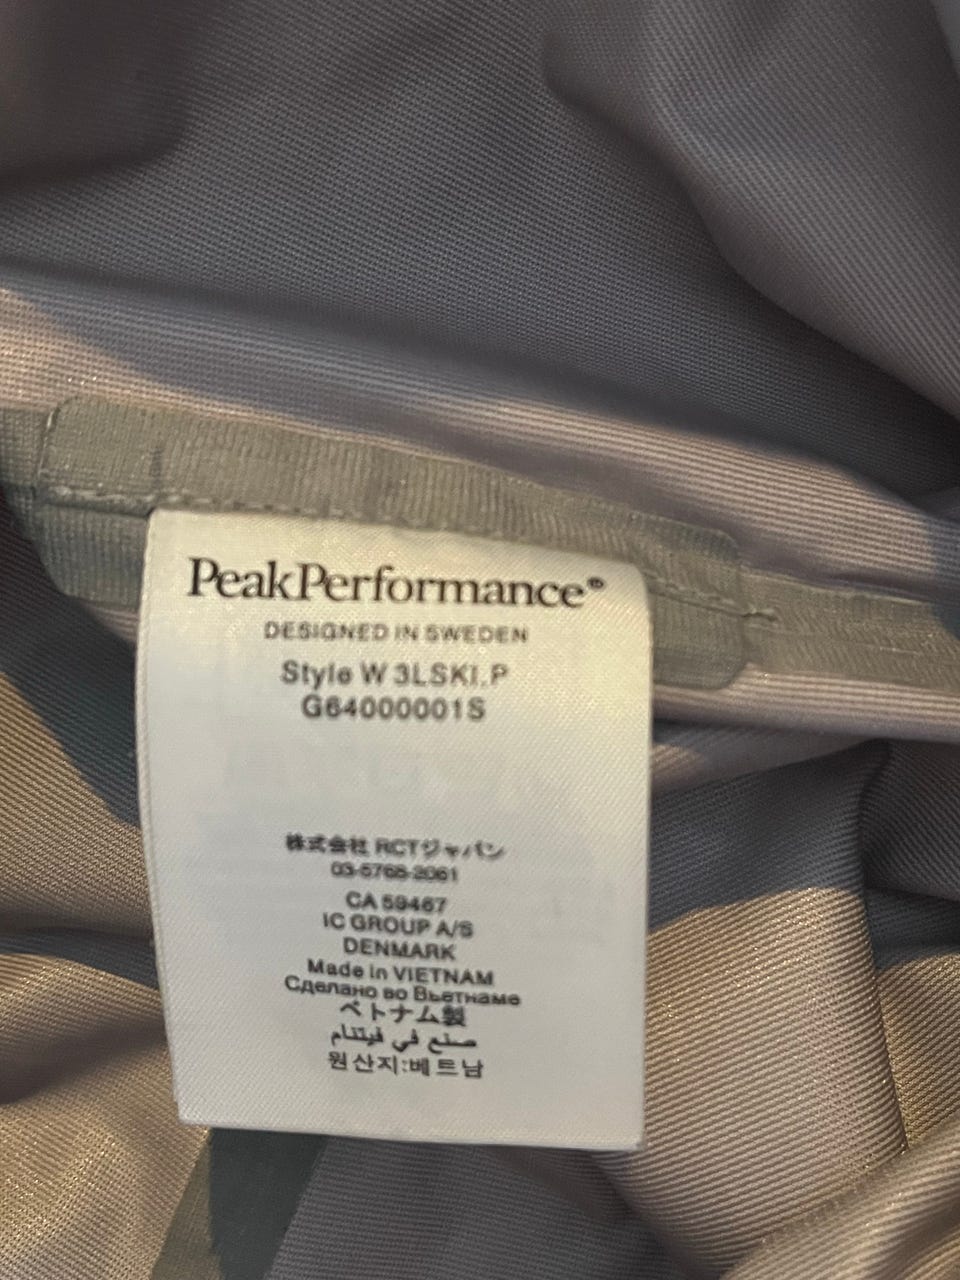 PeakPerformance®
DESIGNED IN SWEDEN
Style W 3LSKI.P
G64000001S
株式会社 RCTジャパン
03-5768-2061
CA 59467
IC GROUP A/S
DENMARK
Made in VIETNAM
Сделано во Вьетнаме
ベトナム製
صنع في فيتنام
원산지:베트남